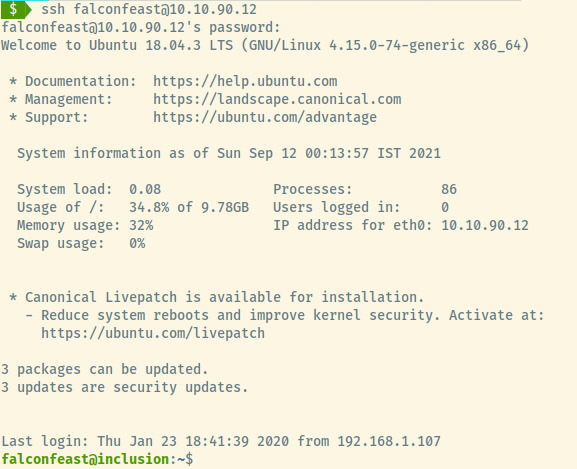 $ ssh falconfeast@10.10.90.12
falconfeast@10.10.90.12's password:
Welcome to Ubuntu 18.04.3 LTS (GNU/Linux 4.15.0-74-generic x86_64)
* Documentation:  https://help.ubuntu.com
* Management:     https://landscape.canonical.com
* Support:        https://ubuntu.com/advantage
System information as of Sun Sep 12 00:13:57 IST 2021
System load:  0.08              Processes:           86
Usage of /:   34.8% of 9.78GB   Users logged in:     0
Memory usage: 32%               IP address for eth0: 10.10.90.12
Swap usage:   0%
* Canonical Livepatch is available for installation.
- Reduce system reboots and improve kernel security. Activate at:
https://ubuntu.com/livepatch
3 packages can be updated.
3 updates are security updates.
Last login: Thu Jan 23 18:41:39 2020 from 192.168.1.107
falconfeast@inclusion:~$